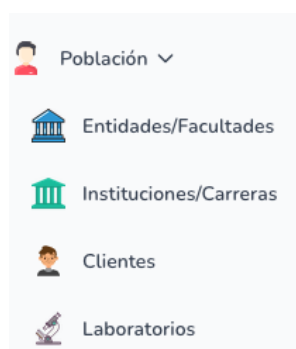 Población
Entidades/Facultades
Instituciones/Carreras
Clientes
Laboratorios